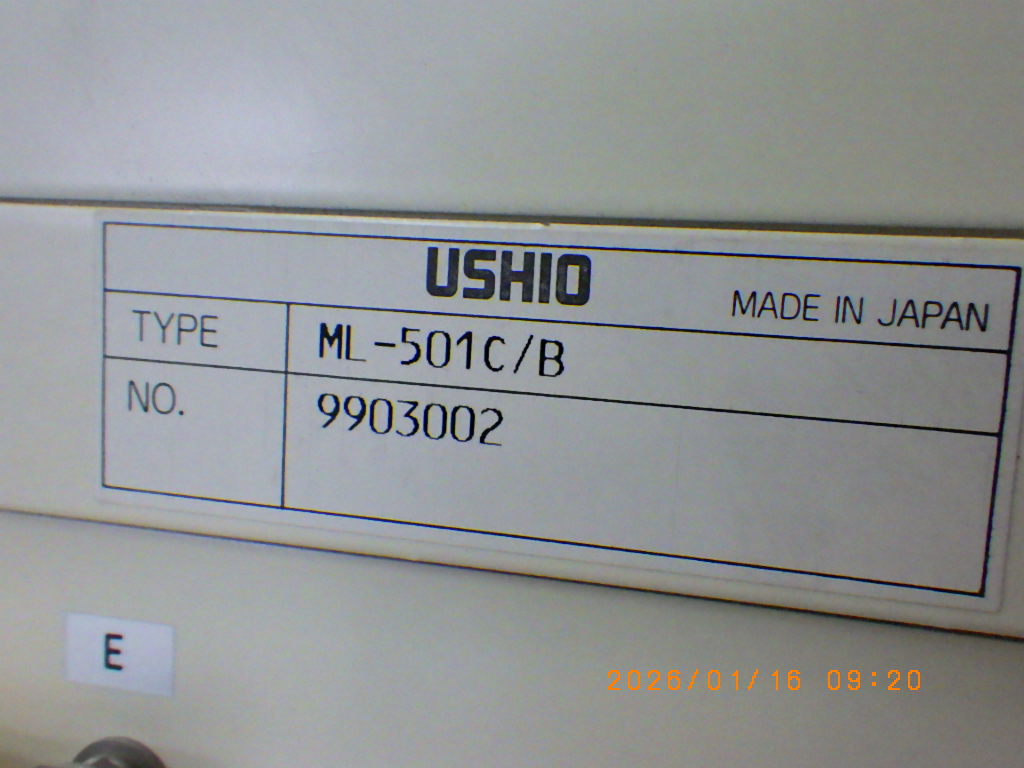 USHIO
MADE IN JAPAN
TYPE ML-501C/B
NO. 9903002
E
2026/01/16 09:20